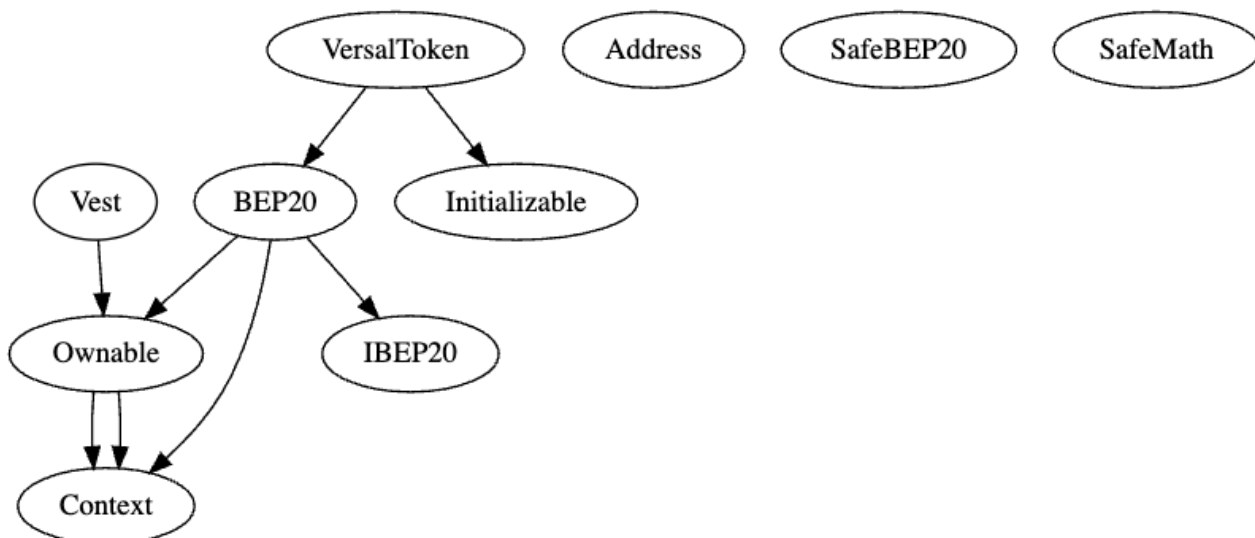 VersalToken
Address
SafeBEP20
SafeMath
Vest
BEP20
Initializable
Ownable
IBEP20
Context